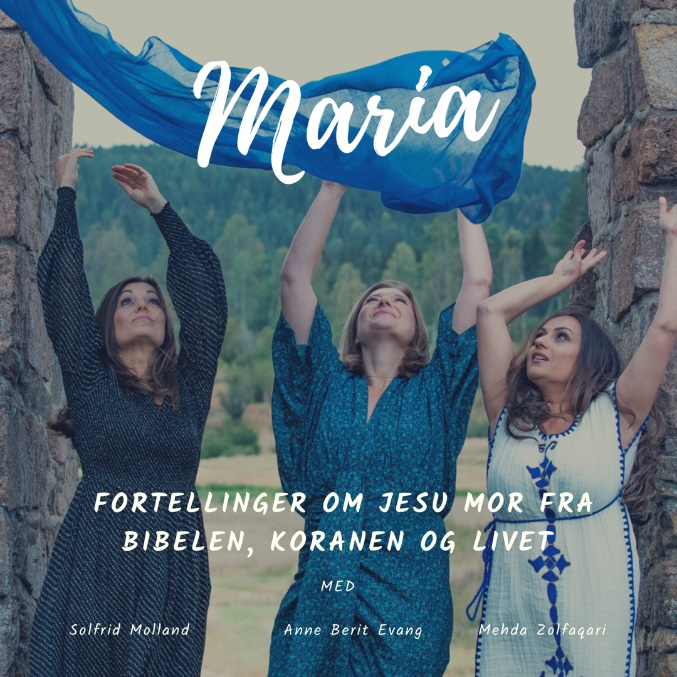 Maria
FORTELLINGER OM JESU MOR FRA
BIBELEN, KORANEN OG LIVET
MED
Solfrid Molland Anne Berit Evang Mehda Zolfaqari